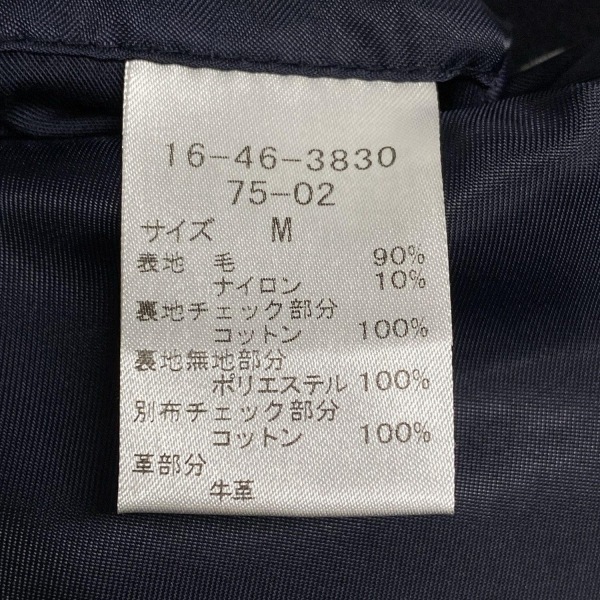 16-46-3830
75-02
サイズ M
表地 毛 90%
ナイロン 10%
裏地チェック部分
コットン 100%
裏地無地部分
ポリエステル 100%
別布チェック部分
コットン 100%
革部分
牛革